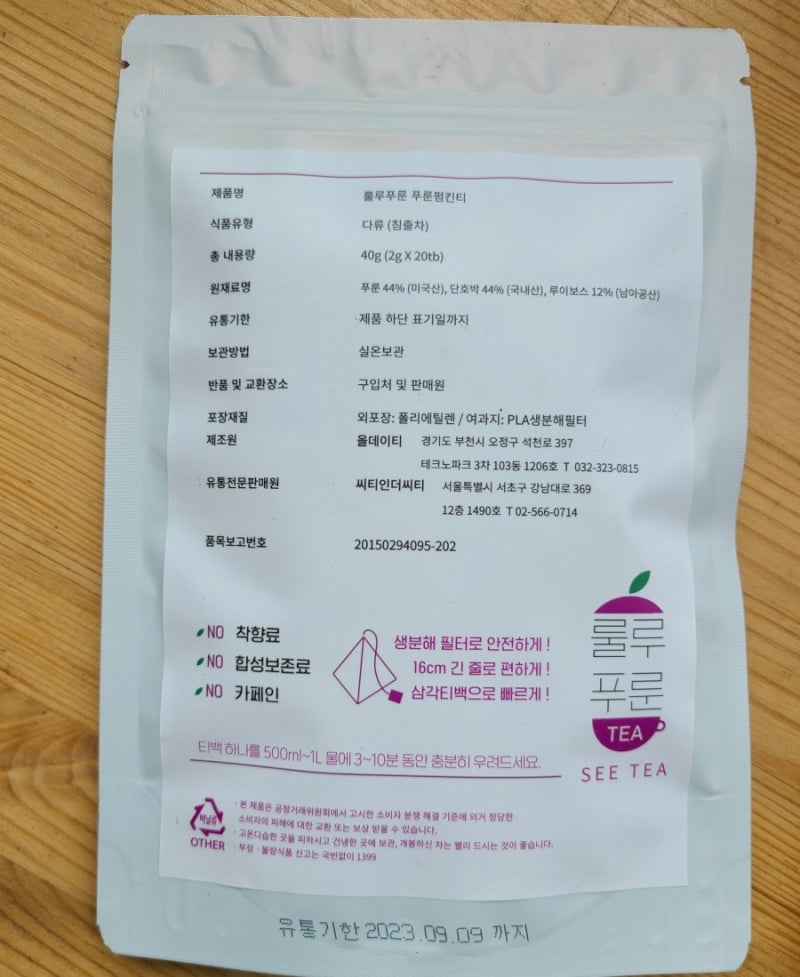 제품명 룰루푸룬 푸룬펌킨티
식품유형 다류 (침출차)
총 내용량 40g (2g X 20tb)
원재료명 푸룬 44% (미국산), 단호박 44% (국내산), 루이보스 12% (남아공산)
유통기한 제품 하단 표기일까지
보관방법 실온보관
반품 및 교환장소 구입처 및 판매원
포장재질 외포장: 폴리에틸렌 / 여과지: PLA생분해필터
제조원 올데이티 경기도 부천시 오정구 석천로 397
테크노파크 3차 103동 1206호 T 032-323-0815
유통전문판매원 씨티인더씨티 서울특별시 서초구 강남대로 369
12층 1490호 T 02-566-0714
품목보고번호 20150294095-202
NO 착향료
NO 합성보존료
NO 카페인
생분해 필터로 안전하게 !
16cm 긴 줄로 편하게 !
삼각티백으로 빠르게 !
룰루
푸룬
TEA
SEE TEA
티백 하나를 500ml~1L 물에 3~10분 동안 충분히 우려드세요.
비닐류
OTHER
· 본 제품은 공정거래위원회에서 고시한 소비자 분쟁 해결 기준에 의거 정당한
소비자의 피해에 대한 교환 또는 보상 받을 수 있습니다.
· 고온다습한 곳을 피하시고 건냉한 곳에 보관, 개봉하신 차는 빨리 드시는 것이 좋습니다.
· 부정 · 불량식품 신고는 국번없이 1399
유통기한 2023.09.09 까지